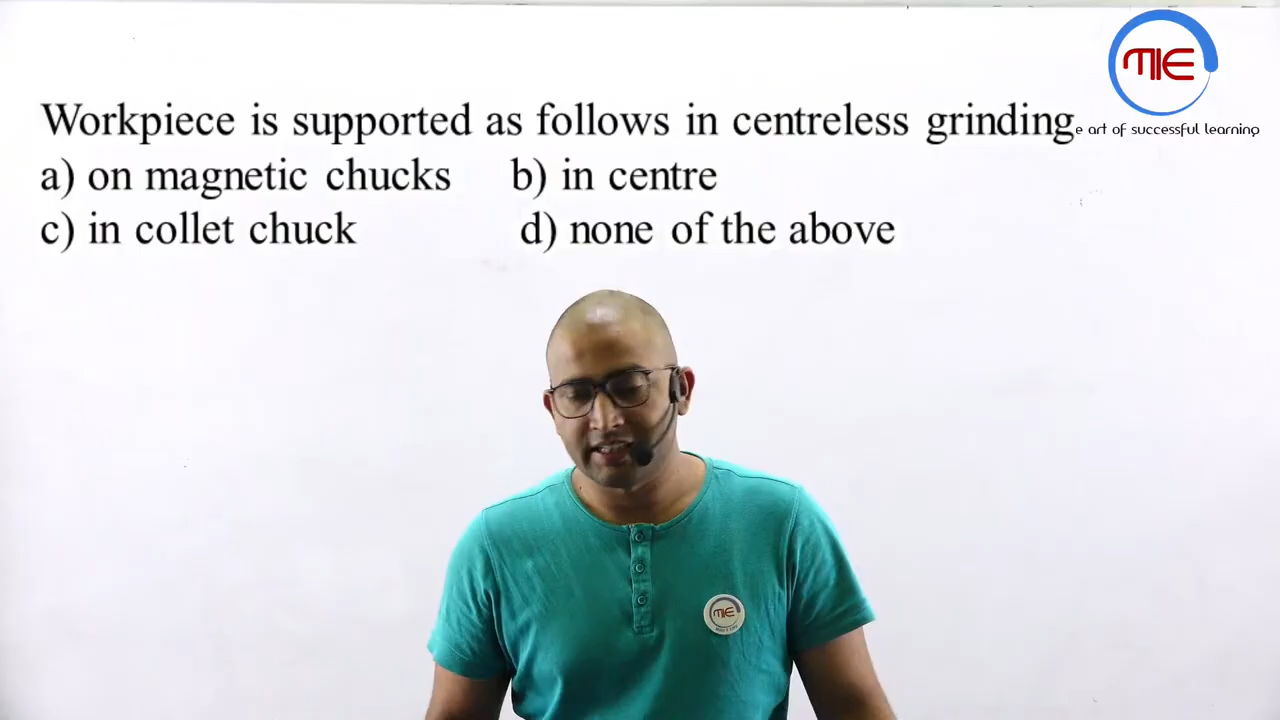 MIE
Workpiece is supported as follows in centreless grinding
e art of successful learning
a) on magnetic chucks b) in centre
c) in collet chuck d) none of the above
MIE